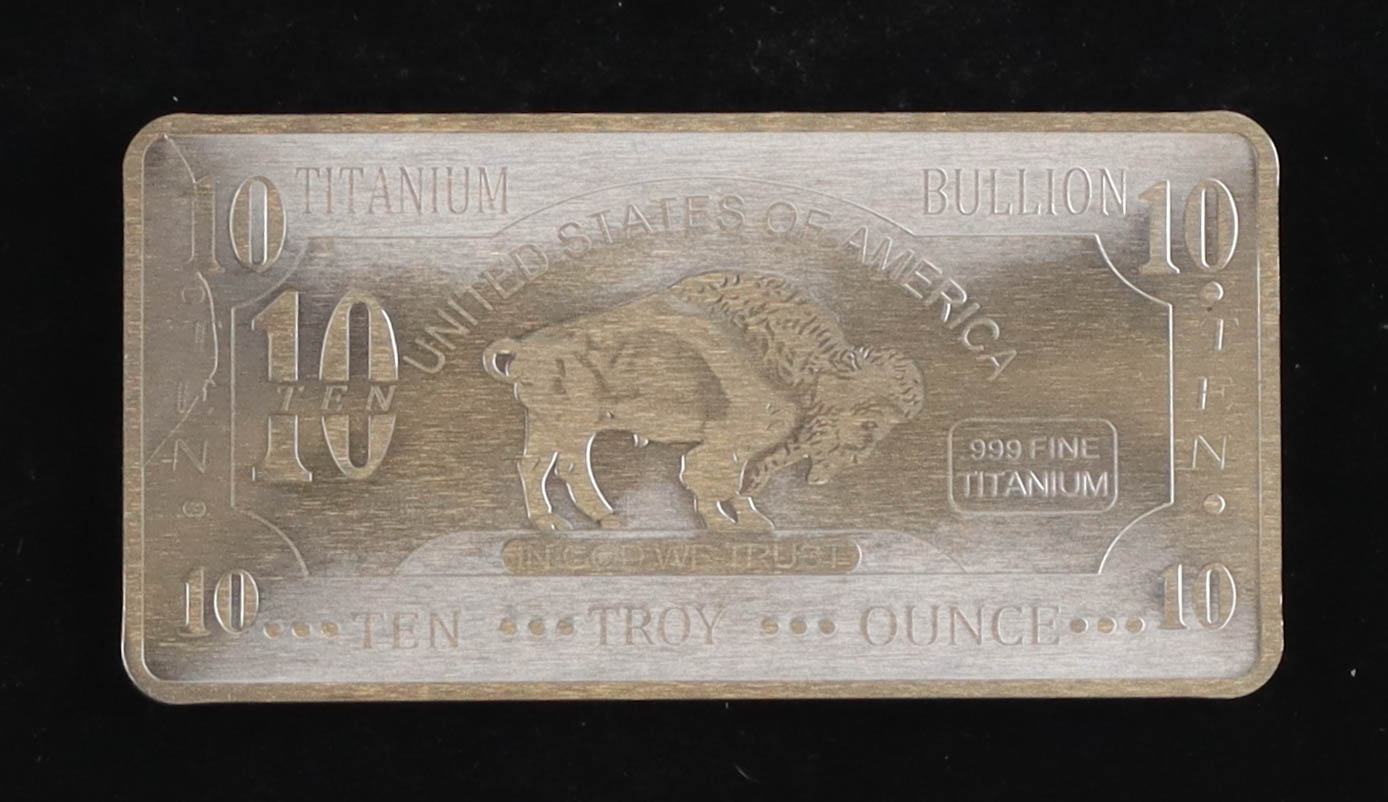 10 TITANIUM BULLION 10
UNITED STATES OF AMERICA
10
TEN
TEN
999 FINE
TITANIUM
IN GOD WE TRUST
10 ••• TEN ••• TROY ••• OUNCE ••• 10